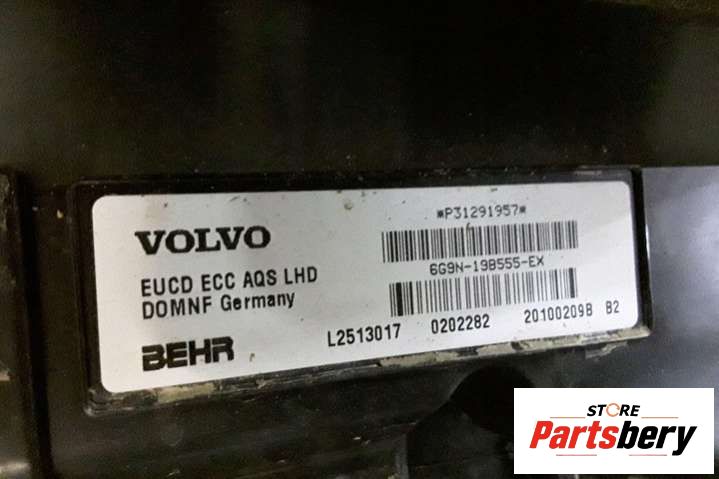 VOLVO
EUCD ECC AQS LHD
DOMNF Germany
BEHR
*P31291957*
6G9N-19B555-EX
L2513017 0202282 20100209B B2
STORE
Partsbery